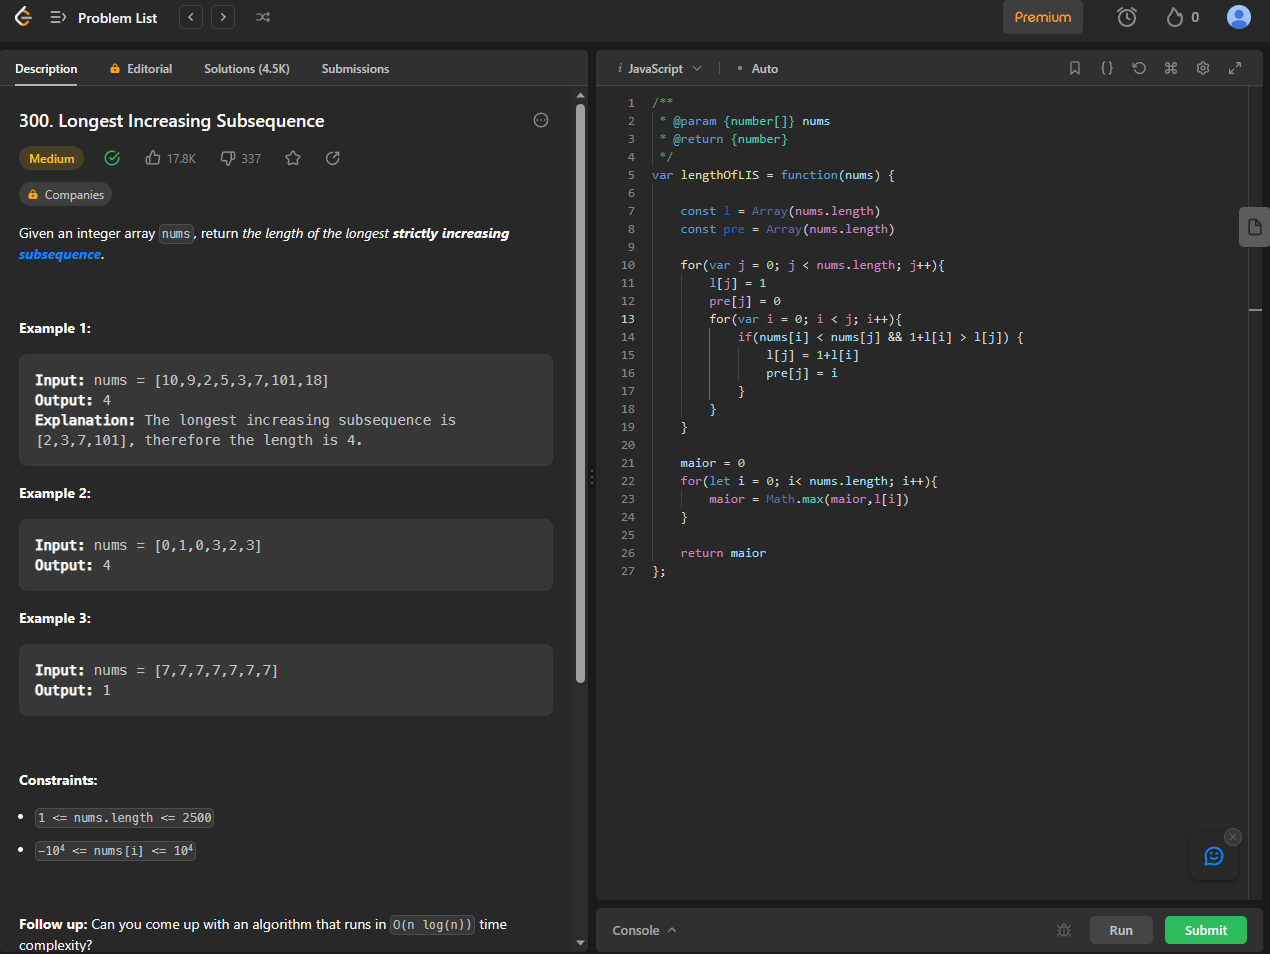 Problem List
Premium
0
Description
Editorial
Solutions (4.5K)
Submissions
300. Longest Increasing Subsequence
Medium
17.8K
337
Companies
Given an integer array nums, return the length of the longest strictly increasing
subsequence.
Example 1:
Input: nums = [10,9,2,5,3,7,101,18]
Output: 4
Explanation: The longest increasing subsequence is
[2,3,7,101], therefore the length is 4.
Example 2:
Input: nums = [0,1,0,3,2,3]
Output: 4
Example 3:
Input: nums = [7,7,7,7,7,7,7]
Output: 1
Constraints:
• 1 <= nums.length <= 2500
• -10⁴ <= nums[i] <= 10⁴
Follow up: Can you come up with an algorithm that runs in O(n log(n)) time
complexity?
i JavaScript
• Auto
1 /**
2 * @param {number[]} nums
3 * @return {number}
4 */
5 var lengthOfLIS = function(nums) {
6
7 const l = Array(nums.length)
8 const pre = Array(nums.length)
9
10 for(var j = 0; j < nums.length; j++){
11 l[j] = 1
12 pre[j] = 0
13 for(var i = 0; i < j; i++){
14 if(nums[i] < nums[j] && 1+l[i] > l[j]) {
15 l[j] = 1+l[i]
16 pre[j] = i
17 }
18 }
19 }
20
21 maior = 0
22 for(let i = 0; i< nums.length; i++){
23 maior = Math.max(maior,l[i])
24 }
25
26 return maior
27 };
Console
Run
Submit